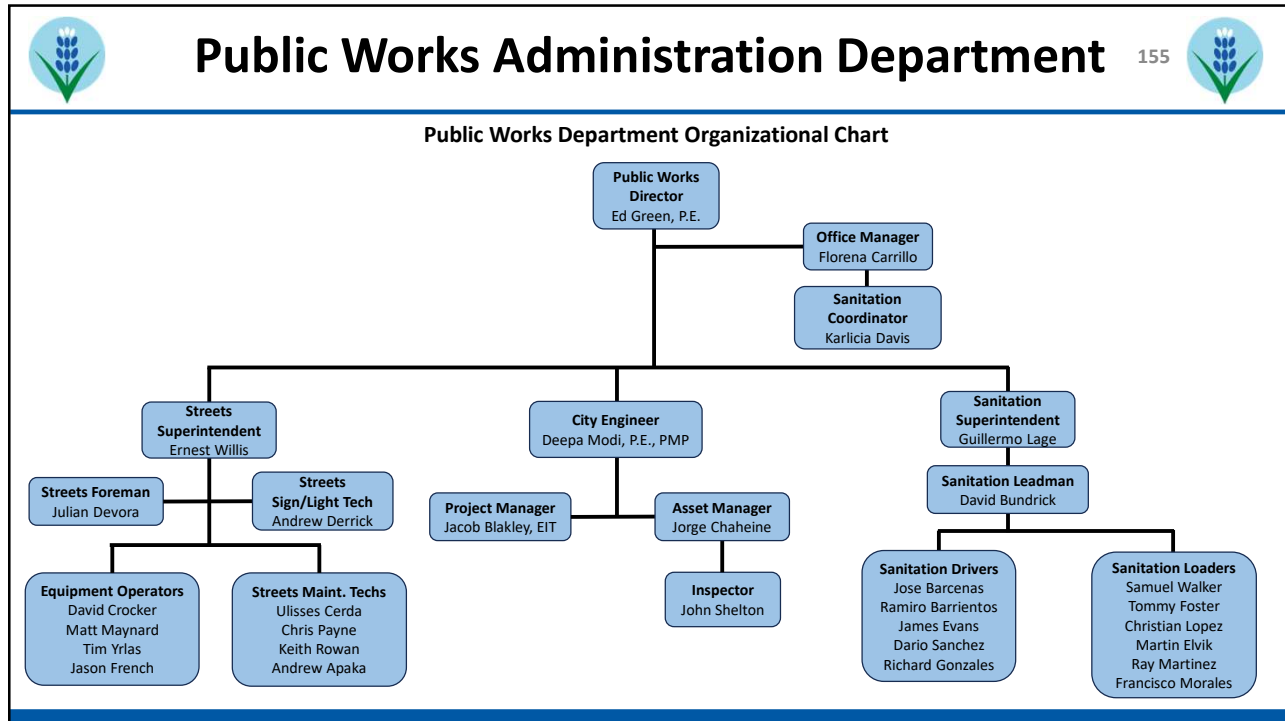 Public Works Administration Department
155
Public Works Department Organizational Chart
Public Works
Director
Ed Green, P.E.
Office Manager
Florena Carrillo
Sanitation
Coordinator
Karlicia Davis
Streets
Superintendent
Ernest Willis
City Engineer
Deepa Modi, P.E., PMP
Sanitation
Superintendent
Guillermo Lage
Streets Foreman
Julian Devora
Streets
Sign/Light Tech
Andrew Derrick
Project Manager
Jacob Blakley, EIT
Asset Manager
Jorge Chaheine
Sanitation Leadman
David Bundrick
Equipment Operators
David Crocker
Matt Maynard
Tim Yrlas
Jason French
Streets Maint. Techs
Ulisses Cerda
Chris Payne
Keith Rowan
Andrew Apaka
Inspector
John Shelton
Sanitation Drivers
Jose Barcenas
Ramiro Barrientos
James Evans
Dario Sanchez
Richard Gonzales
Sanitation Loaders
Samuel Walker
Tommy Foster
Christian Lopez
Martin Elvik
Ray Martinez
Francisco Morales